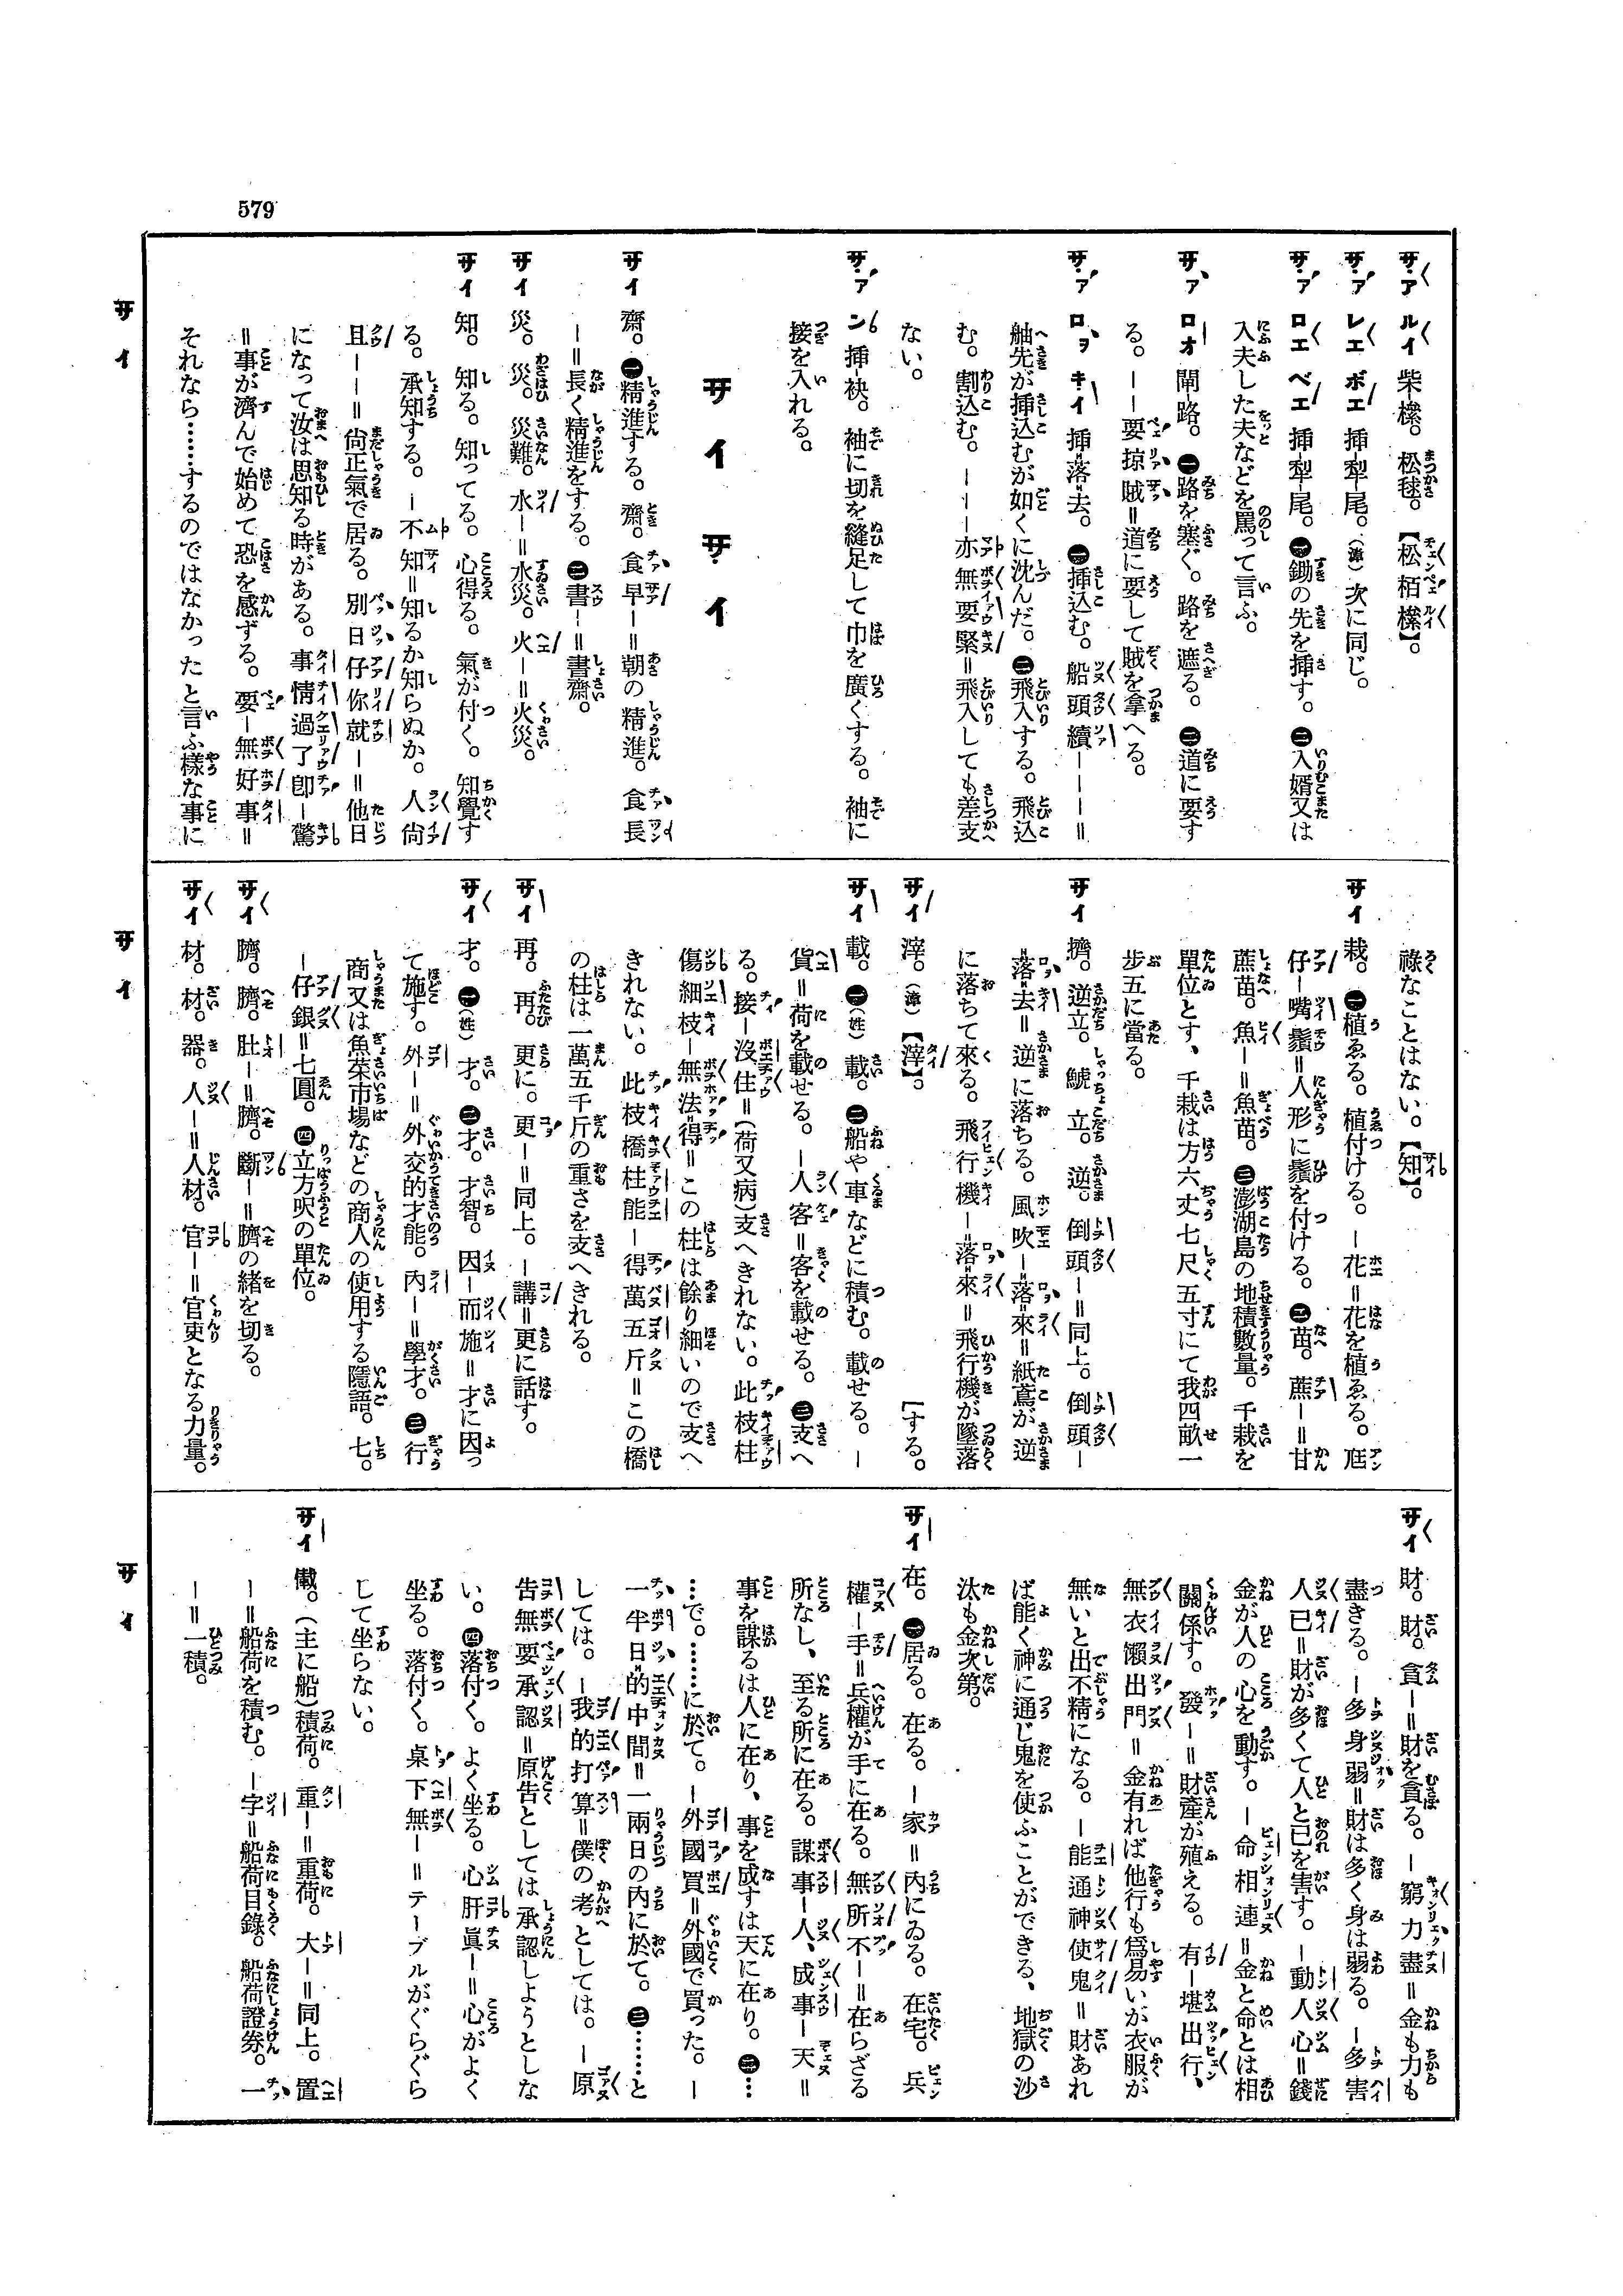 579
サァ ルイ 柴樏。松毬。【松栢樏】。
サァ レエ ボエ 挿犁尾。(漳)次に同じ。
サァ ロエ ベエ 挿犁尾。㊀鋤の先を挿す。㊁入婿又は
入夫した夫などを罵って言ふ。
サァ ロオ 閘路。㊀路を塞ぐ。路を遮る。㊁道に要す
る。――要掠賊=道に要して賊を拿へる。
サァ ロヲ キイ 挿落去。㊀挿込む。船頭續―――=
舳先が挿込むが如くに沈んだ。㊁飛入する。飛込
む。割込む。―――亦無要緊=飛入しても差支
ない。
サァ ン 挿袂。袖に切を縫足して巾を廣くする。袖に
接を入れる。
サイ サイ
サイ 齋。㊀精進する。齋。食早―=朝の精進。食長
―=長く精進をする。㊁書―=書齋。
サイ 災。災。災難。水―=水災。火―=火災。
サイ 知。知る。知ってる。心得る。氣が付く。知覺す
る。承知する。―不知=知るか知らぬか。人尙
且――=尙正氣で居る。別日仔你就―=他日
になって汝は思知る時がある。事情過了卽―驚
=事が濟んで始めて恐を感ずる。要―無好事=
それなら……するのではなかったと言ふ樣な事に
サイ
祿なことはない。【知】。
サイ 栽。㊀植ゑる。植付ける。―花=花を植ゑる。尫
仔―嘴鬚=人形に鬚を付ける。㊁苗。蔗―=甘
蔗苗。魚―=魚苗。㊂澎湖島の地積數量。千栽を
單位とす、千栽は方六丈七尺五寸にて我四畝一
步五に當る。
サイ 擠。逆立。鯱立。逆。倒頭―=同上。倒頭―
落去=逆に落ちる。風吹―落來=紙鳶が逆
に落ちて來る。飛行機―落來=飛行機が墜落
サイ 滓。(漳)【滓】。[する。
サイ 載。㊀(姓)載。㊁船や車などに積む。載せる。―
貨=荷を載せる。―人客=客を載せる。㊂支へ
る。接―沒住=(荷又病)支へきれない。此枝柱
傷細枝―無法得=この柱は餘り細いので支へ
きれない。此枝橋柱能―得萬五斤=この橋
の柱は一萬五千斤の重さを支へきれる。
サイ 再。再。更に。更―=同上。―講=更に話す。
サイ 才。㊀(姓)才。㊁才。才智。因―而施=才に因っ
て施す。外―=外交的才能。內―=學才。㊂行
商又は魚菜市場などの商人の使用する隱語。七。
―仔銀=七圓。㊃立方呎の單位。
サイ 臍。臍。肚―=臍。斷―=臍の緖を切る。
サイ 材。材。器。人―=人材。官―=官吏となる力量。
サイ
サイ 財。財。貪―=財を貪る。―窮力盡=金も力も
盡きる。―多身弱=財は多く身は弱る。―多害
人已=財が多くて人と已を害す。―動人心=錢
金が人の心を動す。―命相連=金と命とは相
關係す。發―=財產が殖える。有―堪出行、
無衣懶出門=金有れば他行も爲易いが衣服が
無いと出不精になる。―能通神使鬼=財あれ
ば能く神に通じ鬼を使ふことができる、地獄の沙
汰も金次第。
サイ 在。㊀居る。在る。―家=內にゐる。在宅。兵
權―手=兵權が手に在る。無所不―=在らざる
所なし、至る所に在る。謀事―人、成事―天=
事を謀るは人に在り、事を成すは天に在り。㊁…
…で。……に於て。―外國買=外國で買った。―
一半日的中間=一兩日の內に於て。㊂……と
しては。―我的打算=僕の考としては。―原
告無要承認=原吿としては承認しようとしな
い。㊃落付く。よく坐る。心肝眞―=心がよく
坐る。落付く。桌下無―=テーブルがぐらぐら
して坐らない。
サイ 儎。(主に船)積荷。重―=重荷。大―=同上。置
―=船荷を積む。―字=船荷目錄。船荷證券。一
―=一積。
サイ